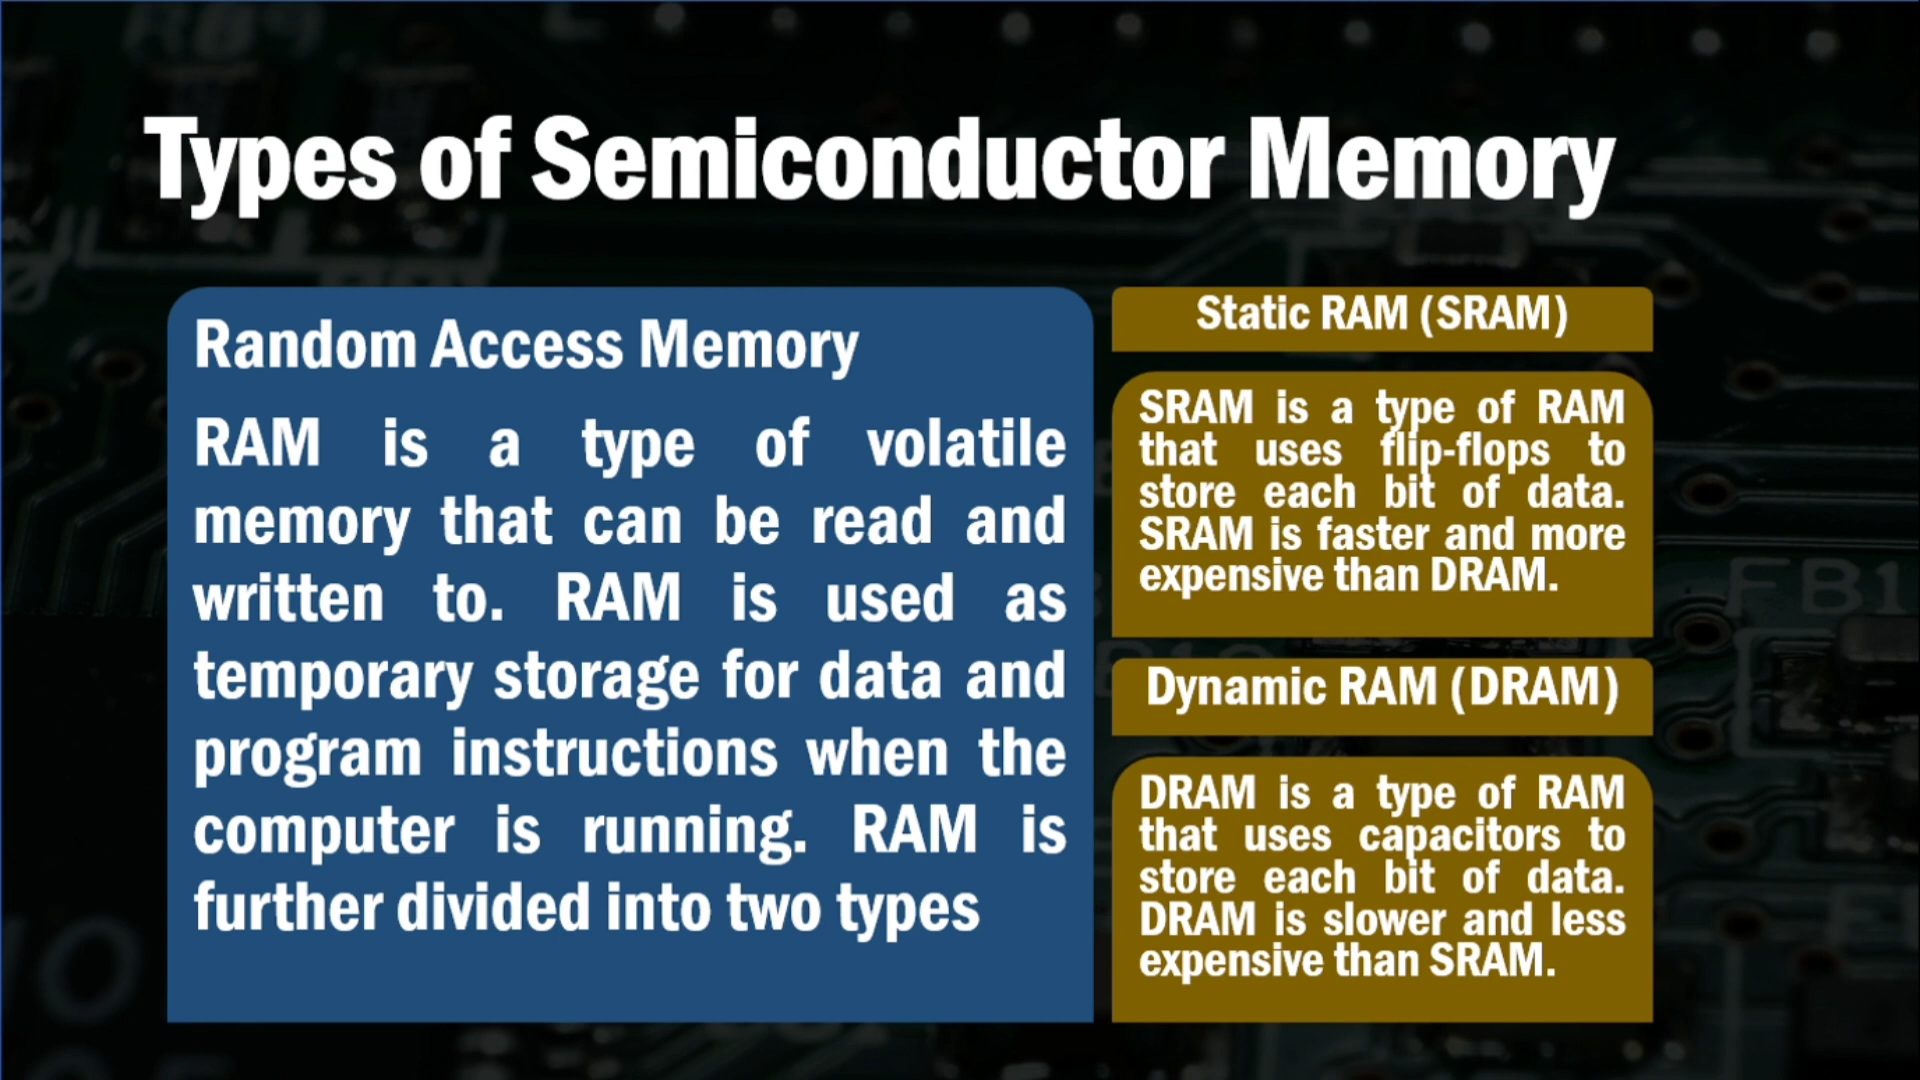 Types of Semiconductor Memory
Random Access Memory
RAM is a type of volatile
memory that can be read and
written to. RAM is used as
temporary storage for data and
program instructions when the
computer is running. RAM is
further divided into two types
Static RAM (SRAM)
SRAM is a type of RAM
that uses flip-flops to
store each bit of data.
SRAM is faster and more
expensive than DRAM.
Dynamic RAM (DRAM)
DRAM is a type of RAM
that uses capacitors to
store each bit of data.
DRAM is slower and less
expensive than SRAM.
FB1